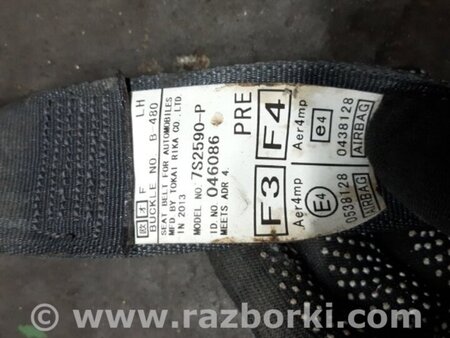 欧 オ F LH
BUCKLE NO. B 480
SEAT BELT FOR AUTOMOBILES
MFD BY TOKAI RIKA CO.,LTD
IN 2013
MODEL NO. 7S2590-P
ID NO. 046086
MEETS ADR 4.
PRE
F3 F4
Aer4mp Aer4mp
E4 e4
0538128 0438128
AIRBAG AIRBAG
www.razborki.com